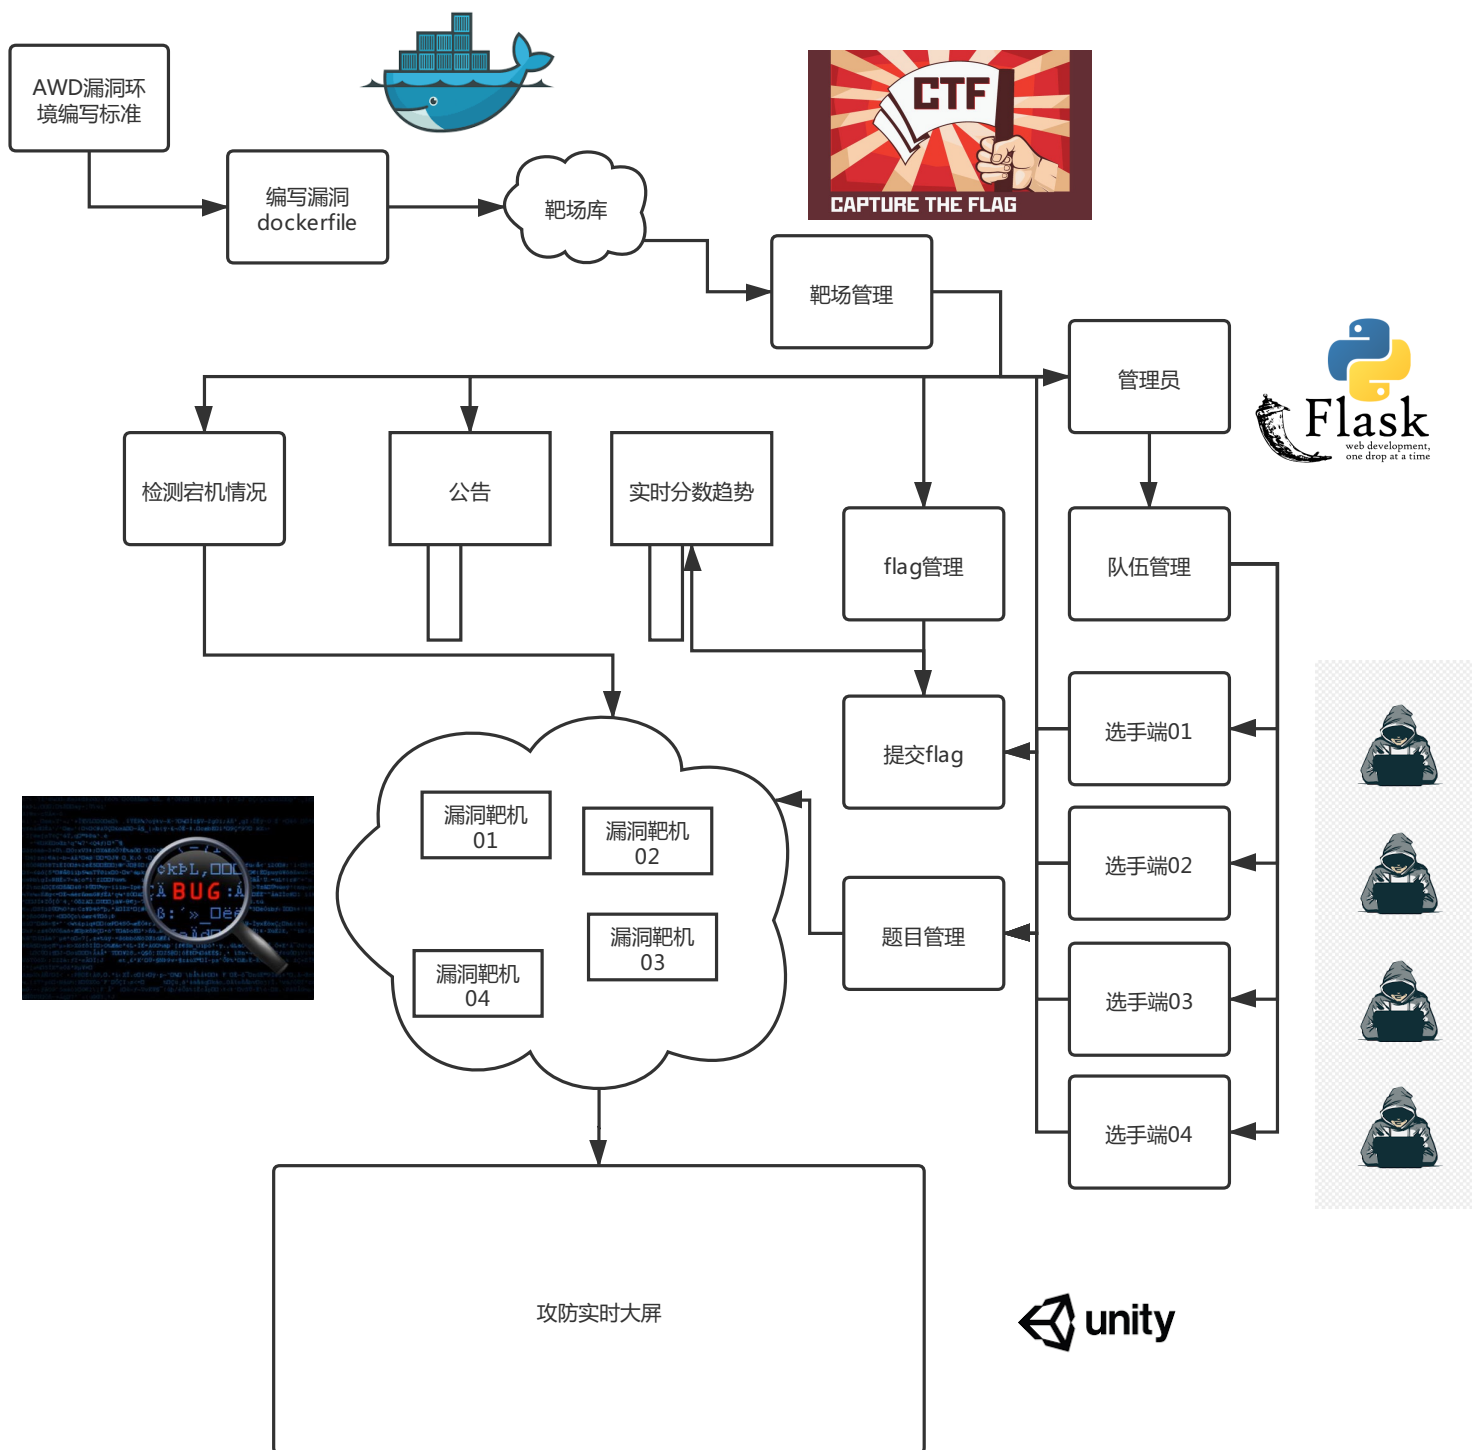 AWD漏洞环
境编写标准
编写漏洞
dockerfile
靶场库
CTF
CAPTURE THE FLAG
靶场管理
管理员
Flask
web development,
one drop at a time
检测宕机情况
公告
实时分数趋势
flag管理
队伍管理
提交flag
选手端01
漏洞靶机
01
漏洞靶机
02
选手端02
BUG
漏洞靶机
03
题目管理
漏洞靶机
04
选手端03
选手端04
攻防实时大屏
unity